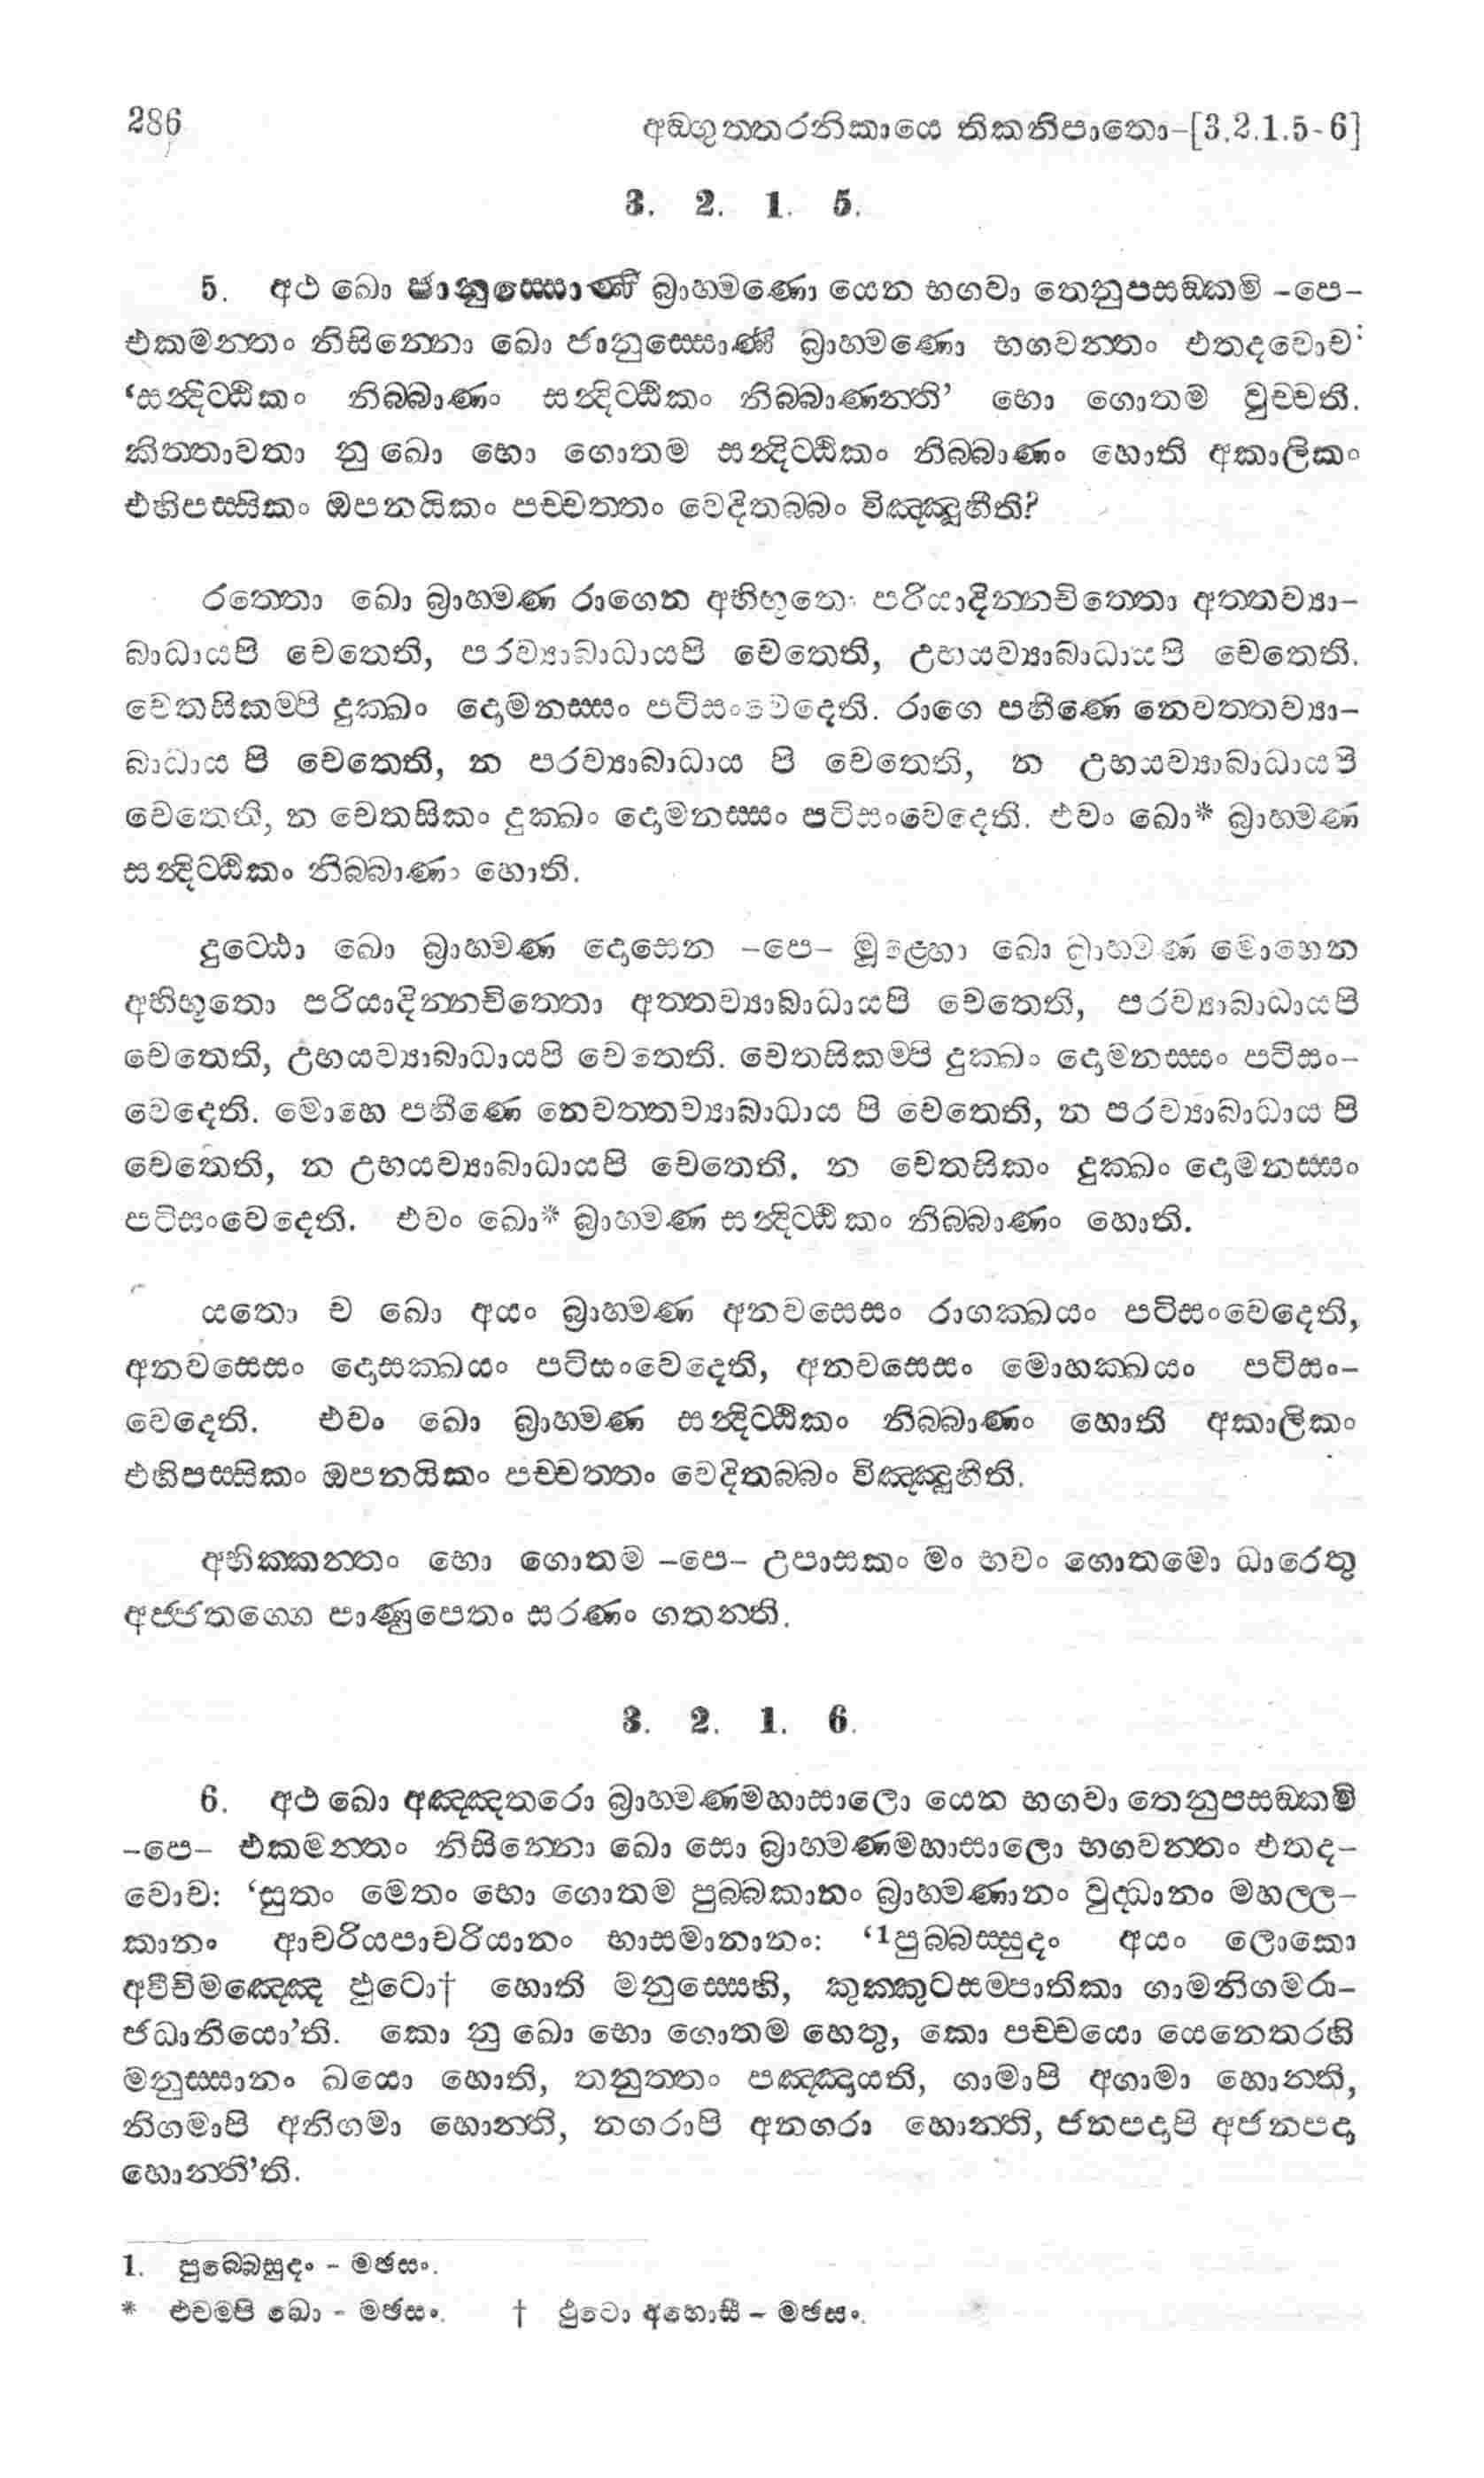 286 අඞ්ගුත්තරනිකායෙ තිකනිපාතො-[3.2.1.5-6]
3. 2. 1. 5.
5. අථ ඛො ජානුස්සොණි බ්‍රාහ්මණො යෙන භගවා තෙනුපසඞ්කමි -පෙ-
එකමන්තං නිසින්නො ඛො ජානුස්සොණි බ්‍රාහ්මණො භගවන්තං එතදවොච:
‘සන්දිට්ඨිකං නිබ්බාණං සන්දිට්ඨිකං නිබ්බාණන්ති’ භො ගොතම වුච්චති.
කිත්තාවතා නු ඛො භො ගොතම සන්දිට්ඨිකං නිබ්බාණං හොති අකාලිකං
එහිපස්සිකං ඔපනයිකං පච්චත්තං වෙදිතබ්බං විඤ්ඤූහීති?
රත්තො ඛො බ්‍රාහ්මණ රාගෙන අභිභූතො පරියාදින්නචිත්තො අත්තව්‍යා-
බාධායපි චෙතෙති, පරව්‍යාබාධායපි චෙතෙති, උභයව්‍යාබාධායපි චෙතෙති.
චෙතසිකම්පි දුක්ඛං දොමනස්සං පටිසංවෙදෙති. රාගෙ පහීණෙ නෙවත්තව්‍යා-
බාධාය පි චෙතෙති, න පරව්‍යාබාධාය පි චෙතෙති, න උභයව්‍යාබාධායපි
චෙතෙති, න චෙතසිකං දුක්ඛං දොමනස්සං පටිසංවෙදෙති. එවං ඛො* බ්‍රාහ්මණ
සන්දිට්ඨිකං නිබ්බාණං හොති.
දුට්ඨො ඛො බ්‍රාහ්මණ දොසෙන -පෙ- මූළ්හො ඛො බ්‍රාහ්මණ මොහෙන
අභිභූතො පරියාදින්නචිත්තො අත්තව්‍යාබාධායපි චෙතෙති, පරව්‍යාබාධායපි
චෙතෙති, උභයව්‍යාබාධායපි චෙතෙති. චෙතසිකම්පි දුක්ඛං දොමනස්සං පටිසං-
වෙදෙති. මොහෙ පහීණෙ නෙවත්තව්‍යාබාධාය පි චෙතෙති, න පරව්‍යාබාධාය පි
චෙතෙති, න උභයව්‍යාබාධායපි චෙතෙති, න චෙතසිකං දුක්ඛං දොමනස්සං
පටිසංවෙදෙති. එවං ඛො* බ්‍රාහ්මණ සන්දිට්ඨිකං නිබ්බාණං හොති.
යතො ච ඛො අයං බ්‍රාහ්මණ අනවසෙසං රාගක්ඛයං පටිසංවෙදෙති,
අනවසෙසං දොසක්ඛයං පටිසංවෙදෙති, අනවසෙසං මොහක්ඛයං පටිසං-
වෙදෙති. එවං ඛො බ්‍රාහ්මණ සන්දිට්ඨිකං නිබ්බාණං හොති අකාලිකං
එහිපස්සිකං ඔපනයිකං පච්චත්තං වෙදිතබ්බං විඤ්ඤූහීති.
අභික්කන්තං භො ගොතම -පෙ- උපාසකං මං භවං ගොතමො ධාරෙතු
අජ්ජතග්ගෙ පාණුපෙතං සරණං ගතන්ති.
3. 2. 1. 6.
6. අථ ඛො අඤ්ඤතරො බ්‍රාහ්මණමහාසාලො යෙන භගවා තෙනුපසඞ්කමි
-පෙ- එකමන්තං නිසින්නො ඛො සො බ්‍රාහ්මණමහාසාලො භගවන්තං එතද-
වොච: ‘සුතං මෙතං භො ගොතම පුබ්බකානං බ්‍රාහ්මණානං වුද්ධානං මහල්ල-
කානං ආචරියපාචරියානං භාසමානානං: ‘1පුබ්බස්සුදං අයං ලොකො
අවීචිමඤ්ඤෙ ඵුටො† හොති මනුස්සෙහි, කුක්කුටසම්පාතිකා ගාමනිගමරා-
ජධානියො’ති. කො නු ඛො භො ගොතම හෙතු, කො පච්චයො යෙනෙතරහි
මනුස්සානං ඛයො හොති, තනුත්තං පඤ්ඤායති, ගාමාපි අගාමා හොන්ති,
නිගමාපි අනිගමා හොන්ති, නගරාපි අනගරා හොන්ති, ජනපදාපි අජනපදා
හොන්ති’ති.
1. පුබ්බෙසුදං - මඡසං.
* එවම්පි ඛො - මඡසං. † ඵුටො අහොසි - මඡසං.